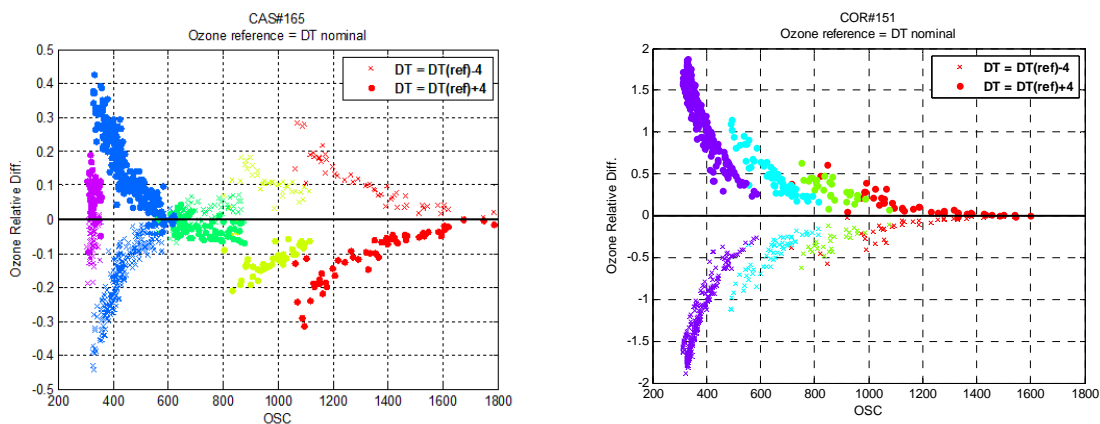 CAS#165
Ozone reference = DT nominal
0.5
0.4
0.3
0.2
0.1
0
-0.1
-0.2
-0.3
-0.4
-0.5
Ozone Relative Diff.
DT = DT(ref)-4
DT = DT(ref)+4
200 400 600 800 1000 1200 1400 1600 1800
OSC
COR#151
Ozone reference = DT nominal
2
1.5
1
0.5
0
-0.5
-1
-1.5
-2
Ozone Relative Diff.
DT = DT(ref)-4
DT = DT(ref)+4
200 400 600 800 1000 1200 1400 1600 1800
OSC